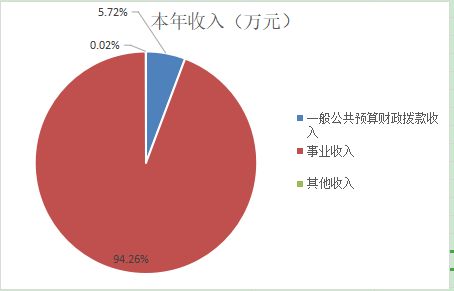 本年收入（万元）
5.72%
0.02%
94.26%
一般公共预算财政拨款收
入
事业收入
其他收入